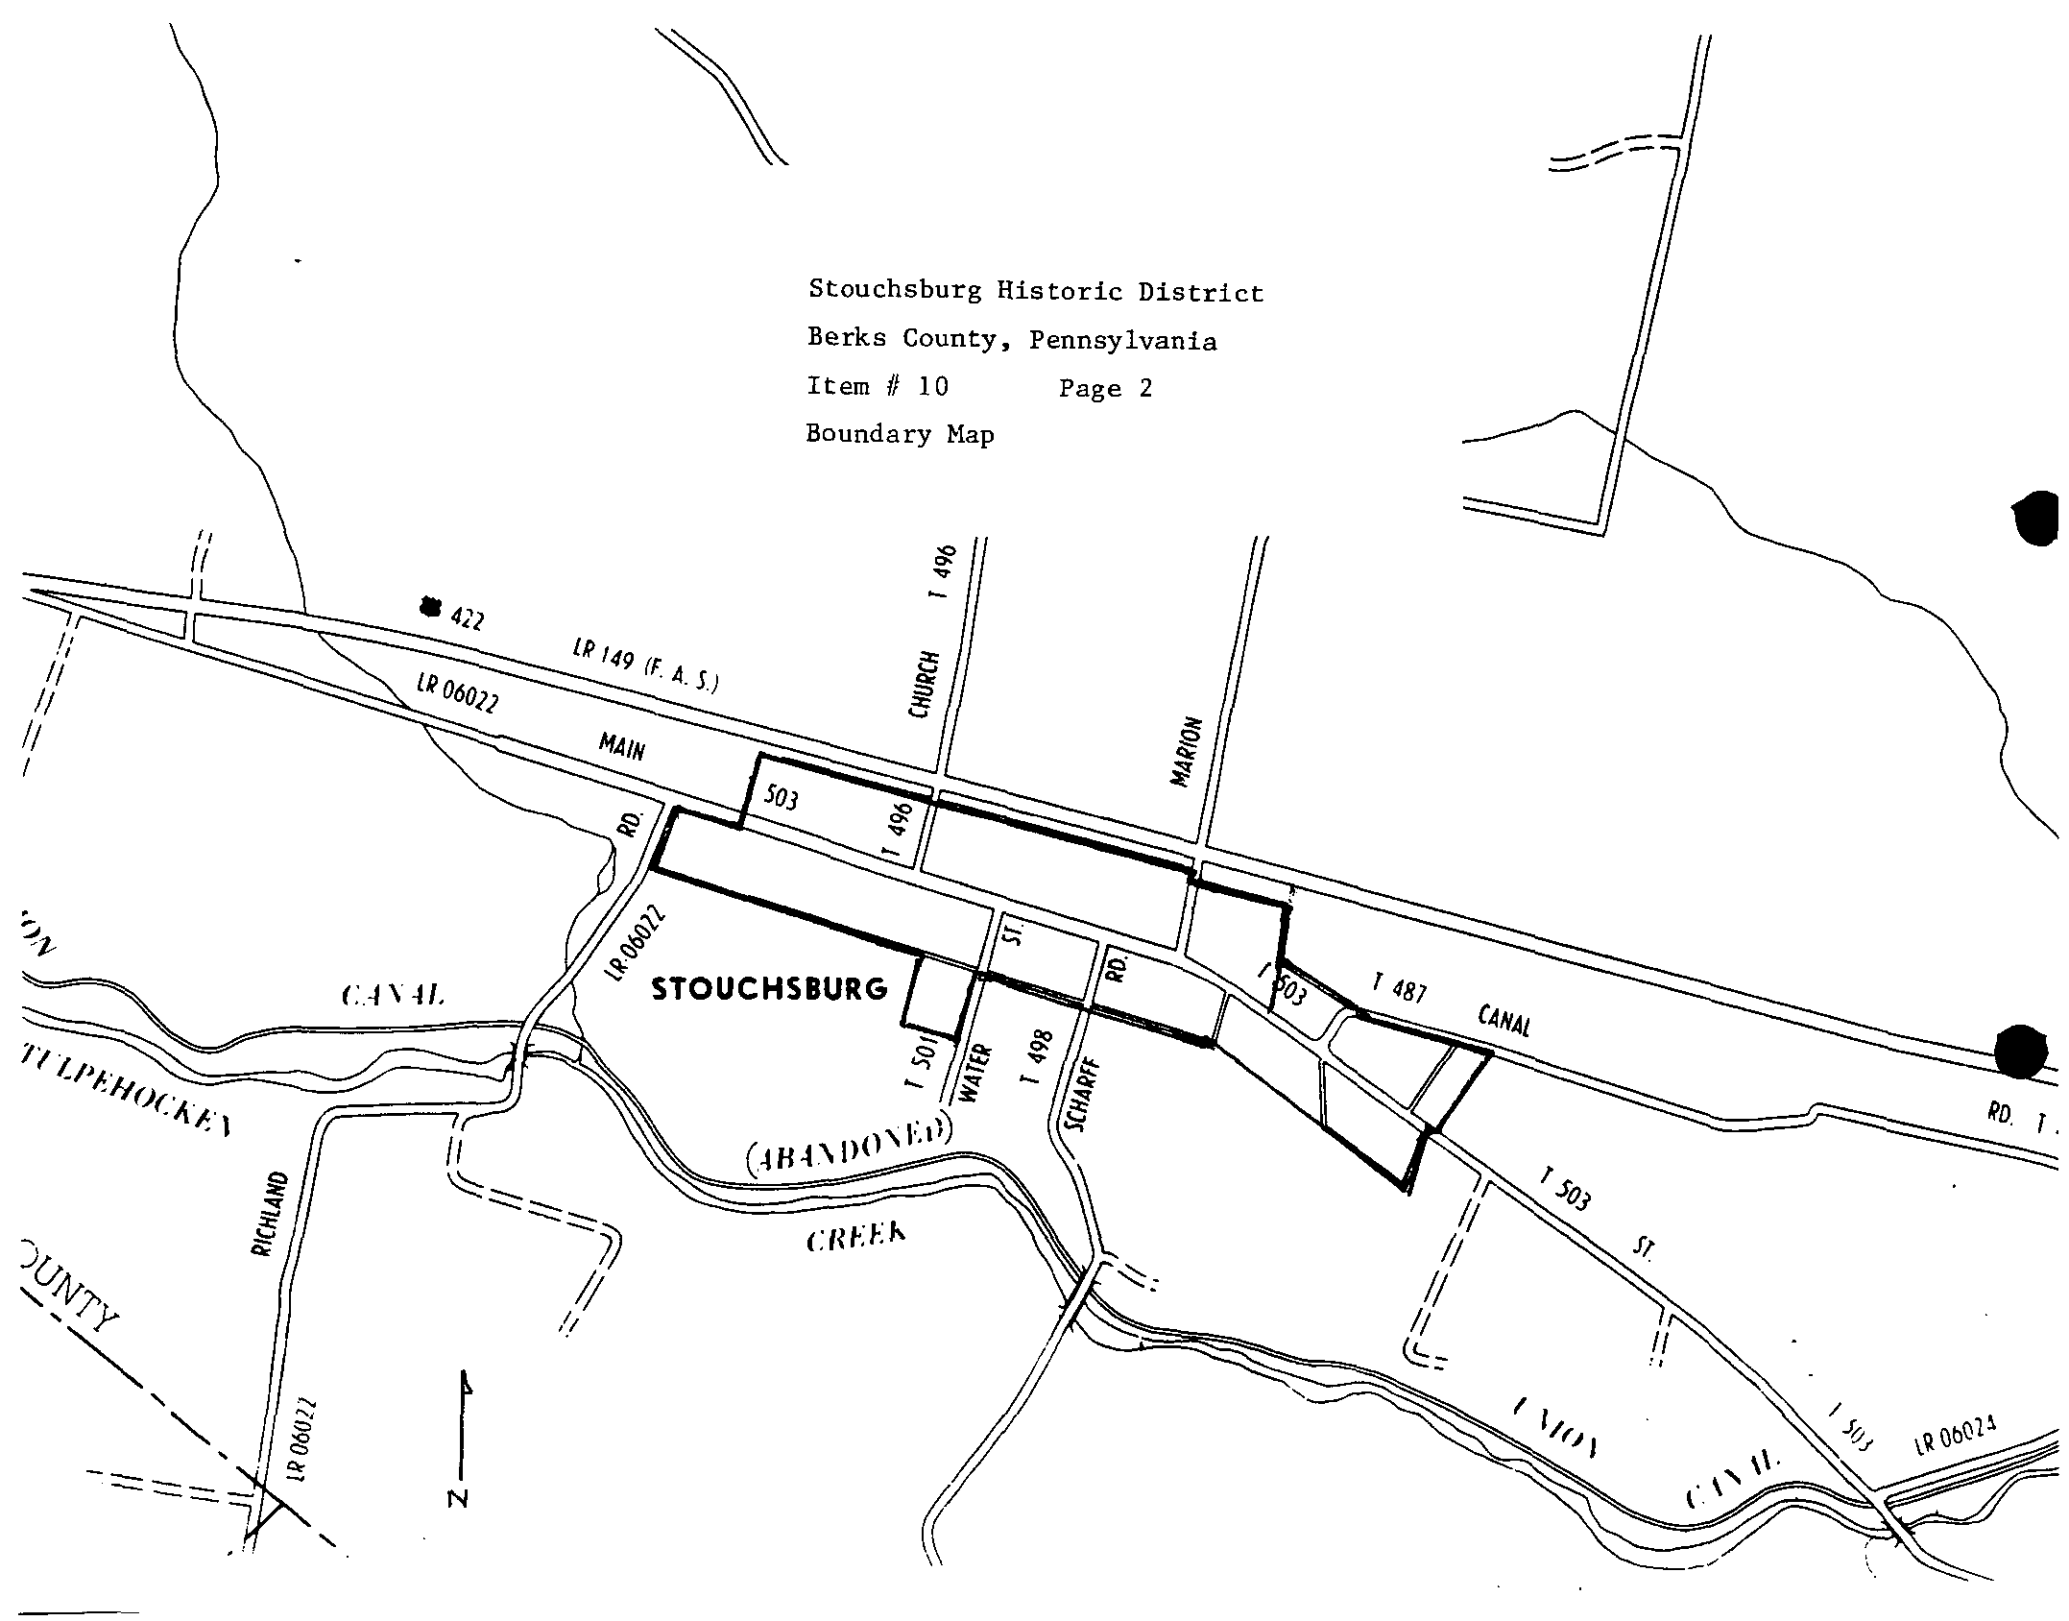 Stouchsburg Historic District
Berks County, Pennsylvania
Item # 10 Page 2
Boundary Map
T 496
CHURCH
422
LR 149 (F. A. S.)
LR 06022
MAIN
MARION
503
T 496
RD.
LR 06022
ST.
RD.
STOUCHSBURG
T 503
T 487
CANAL
CANAL
TULPEHOCKEN
T 501
WATER
T 498
SCHARFF
RD. T
(ABANDONED)
CREEK
RICHLAND
T 503
ST.
OUNTY
LR 06022
N
UNION
CANAL
T 503
LR 06024